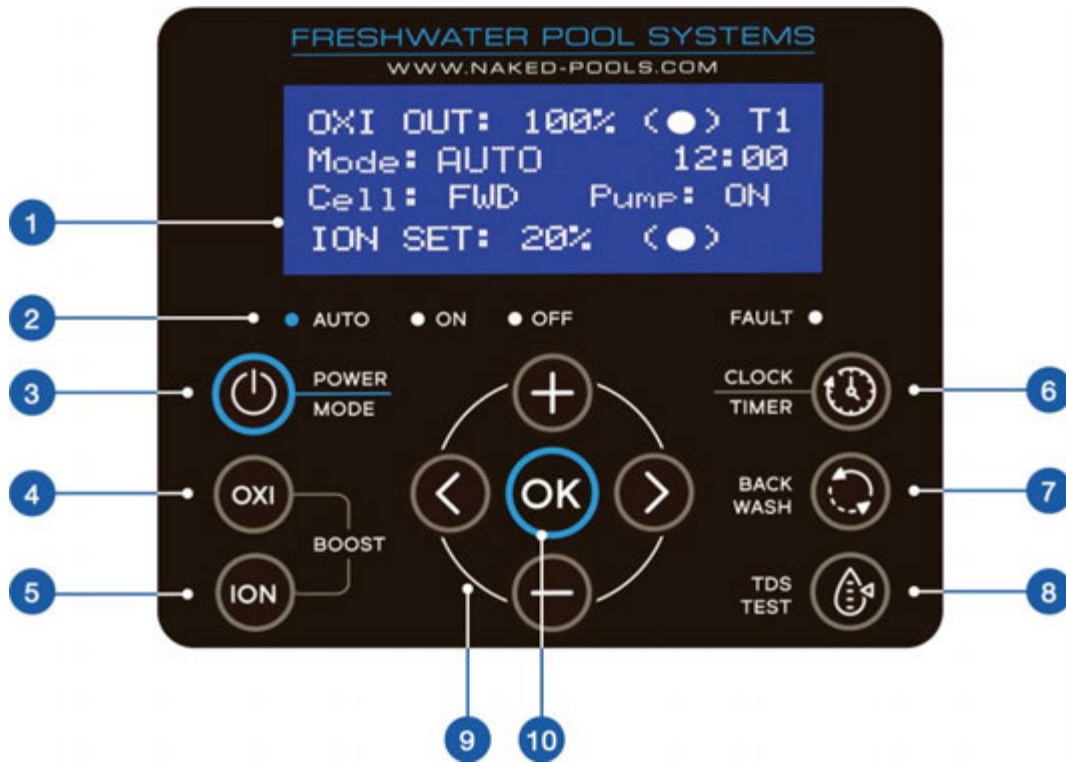 FRESHWATER POOL SYSTEMS
WWW.NAKED-POOLS.COM
OXI OUT: 100% (●) T1
Mode: AUTO 12:00
Cell: FWD Pump: ON
ION SET: 20% (●)
1
2
AUTO ON OFF FAULT
3
POWER
MODE
CLOCK
TIMER
6
4
OXI
BOOST
5
ION
< OK >
+
−
BACK
WASH
7
TDS
TEST
8
9
10